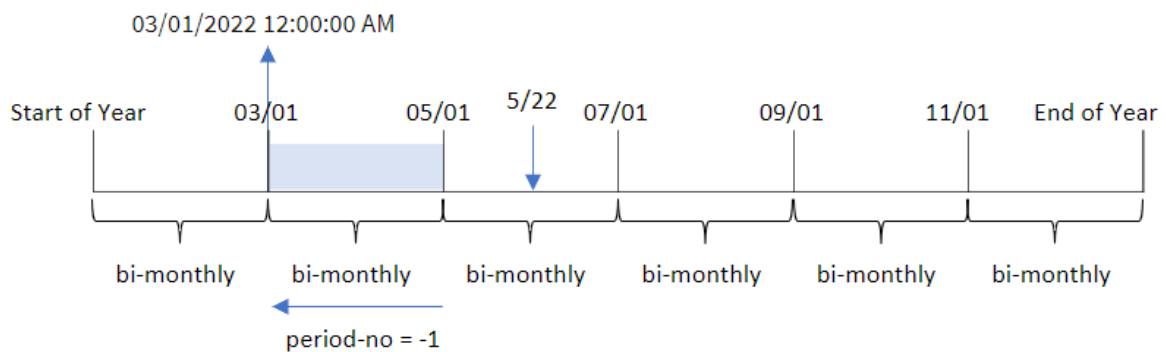 03/01/2022 12:00:00 AM
Start of Year 03/01 05/01 5/22 07/01 09/01 11/01 End of Year
bi-monthly bi-monthly bi-monthly bi-monthly bi-monthly bi-monthly
period-no = -1